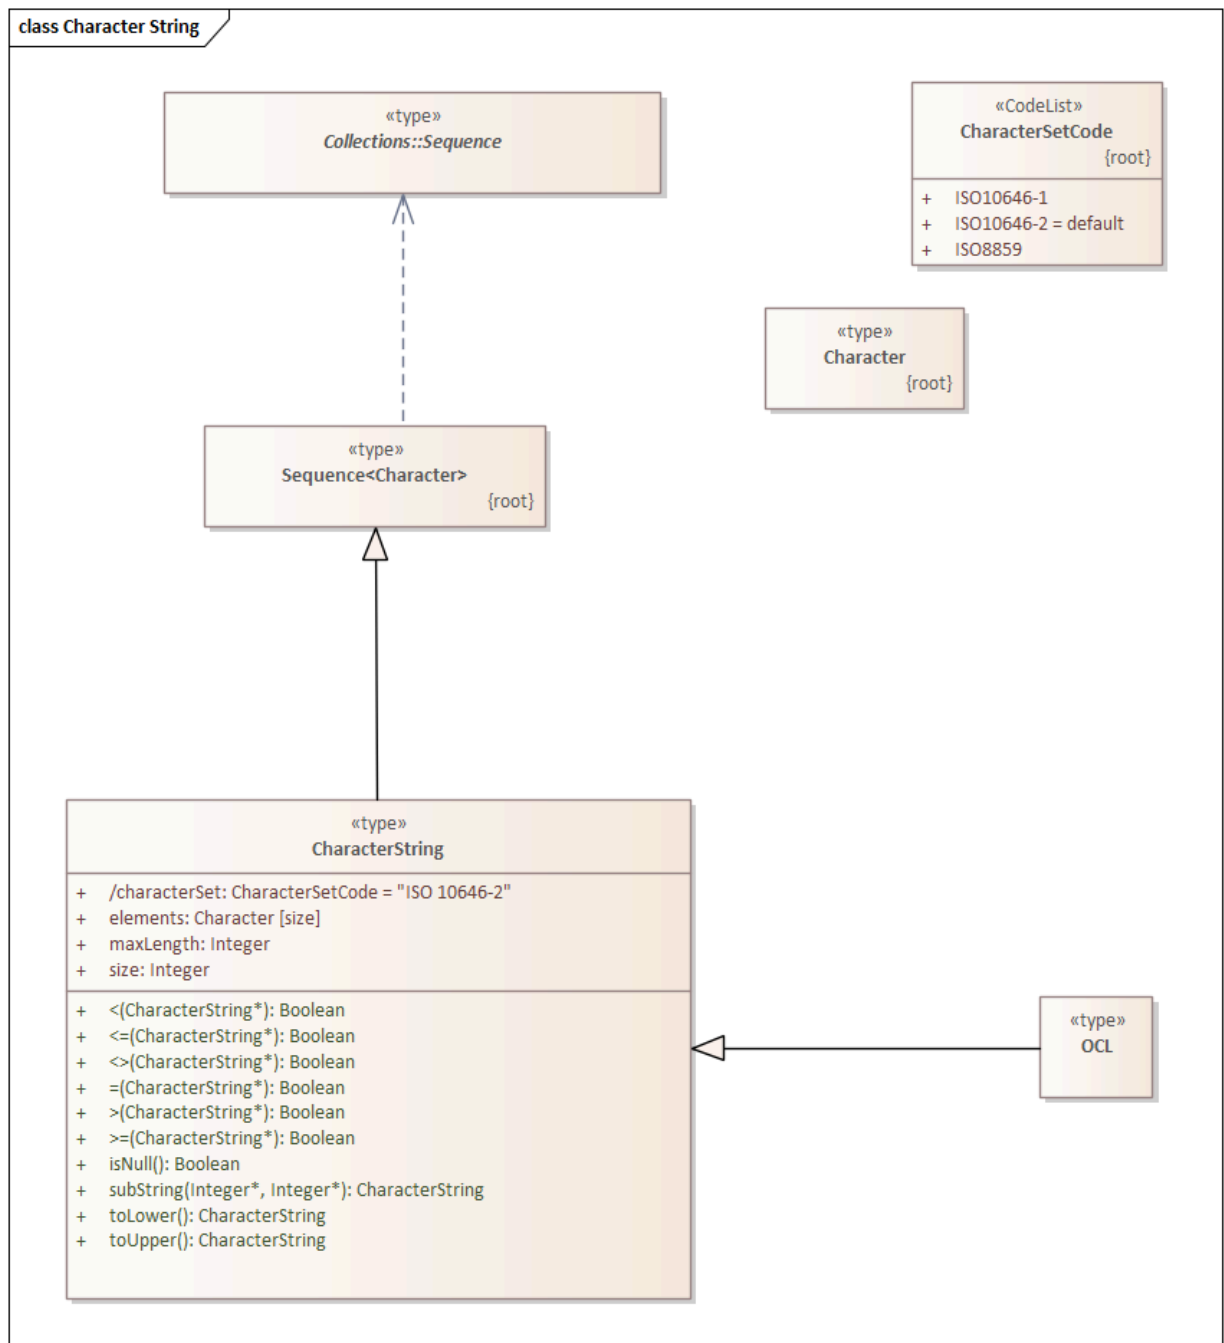 class Character String
«type»
Collections::Sequence
«CodeList»
CharacterSetCode
{root}
+ ISO10646-1
+ ISO10646-2 = default
+ ISO8859
«type»
Character
{root}
«type»
Sequence<Character>
{root}
«type»
CharacterString
+ /characterSet: CharacterSetCode = "ISO 10646-2"
+ elements: Character [size]
+ maxLength: Integer
+ size: Integer
+ <(CharacterString*): Boolean
+ <=(CharacterString*): Boolean
+ <>(CharacterString*): Boolean
+ =(CharacterString*): Boolean
+ >(CharacterString*): Boolean
+ >=(CharacterString*): Boolean
+ isNull(): Boolean
+ subString(Integer*, Integer*): CharacterString
+ toLower(): CharacterString
+ toUpper(): CharacterString
«type»
OCL